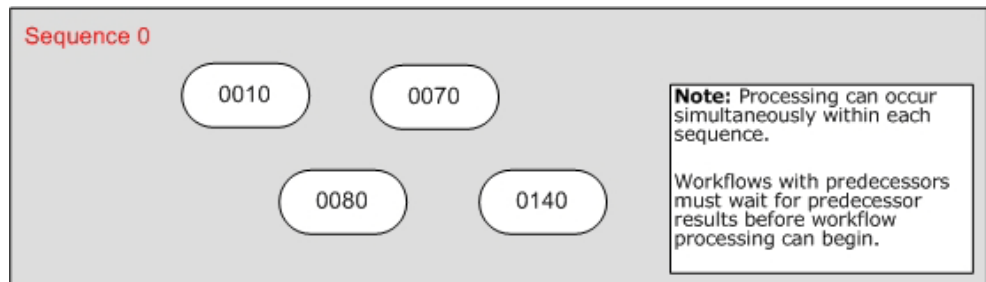 Sequence 0
0010
0070
0080
0140
Note: Processing can occur
simultaneously within each
sequence.
Workflows with predecessors
must wait for predecessor
results before workflow
processing can begin.